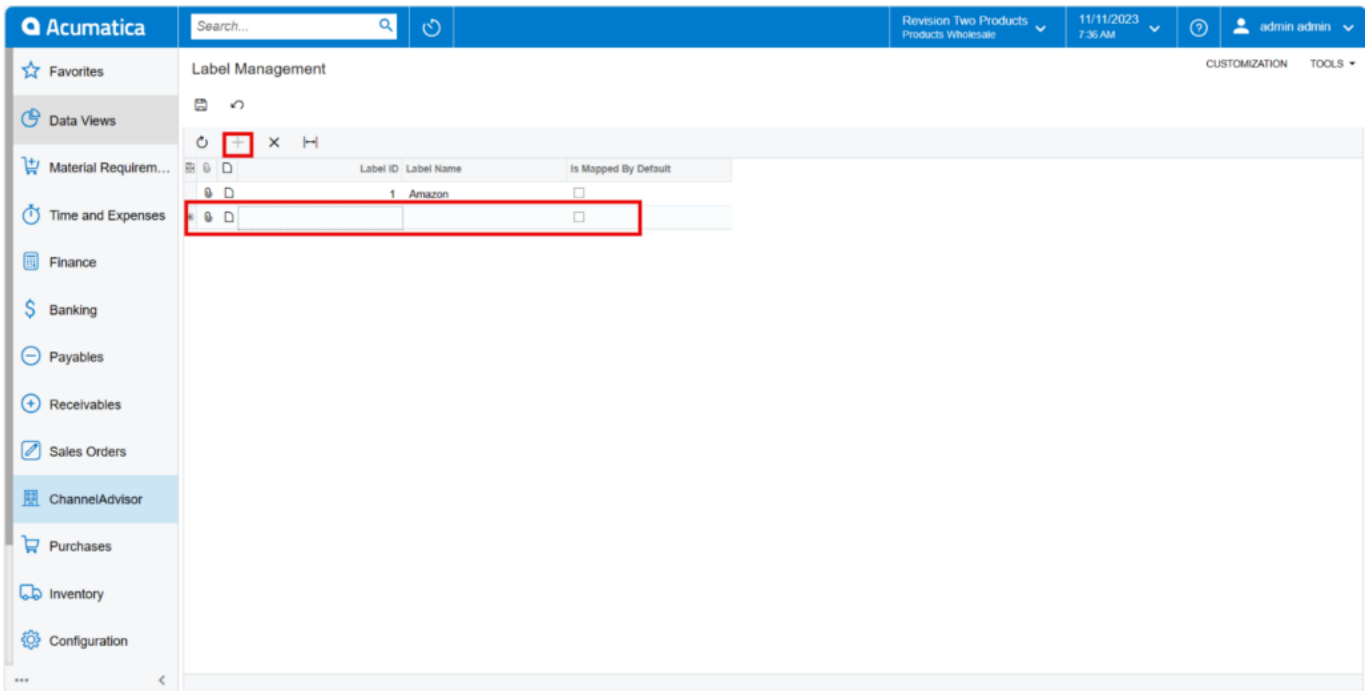 Acumatica
Search...
Revision Two Products
Products Wholesale
11/11/2023
7:36 AM
admin admin
Favorites
Data Views
Material Requirem...
Time and Expenses
Finance
Banking
Payables
Receivables
Sales Orders
ChannelAdvisor
Purchases
Inventory
Configuration
Label Management
CUSTOMIZATION TOOLS
Label ID Label Name Is Mapped By Default
1 Amazon